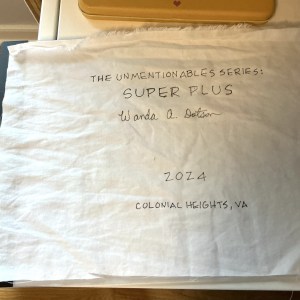 THE UNMENTIONABLES SERIES:
SUPER PLUS
Wanda A. Dotson
2024
COLONIAL HEIGHTS, VA